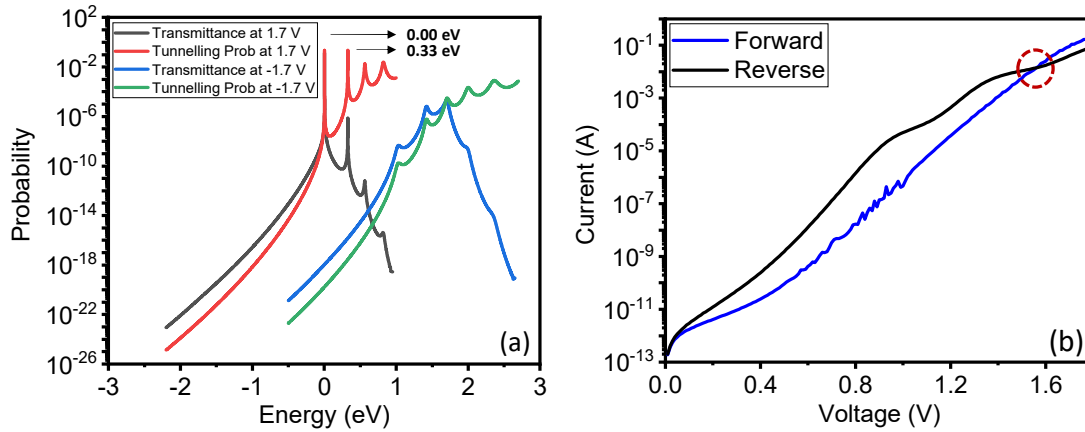 Transmittance at 1.7 V
Tunnelling Prob at 1.7 V
Transmittance at -1.7 V
Tunnelling Prob at -1.7 V
0.00 eV
0.33 eV
10^2
10^-2
10^-6
10^-10
10^-14
10^-18
10^-22
10^-26
Probability
-3
-2
-1
0
1
2
3
Energy (eV)
(a)
Forward
Reverse
10^-1
10^-3
10^-5
10^-7
10^-9
10^-11
10^-13
Current (A)
0.0
0.4
0.8
1.2
1.6
Voltage (V)
(b)